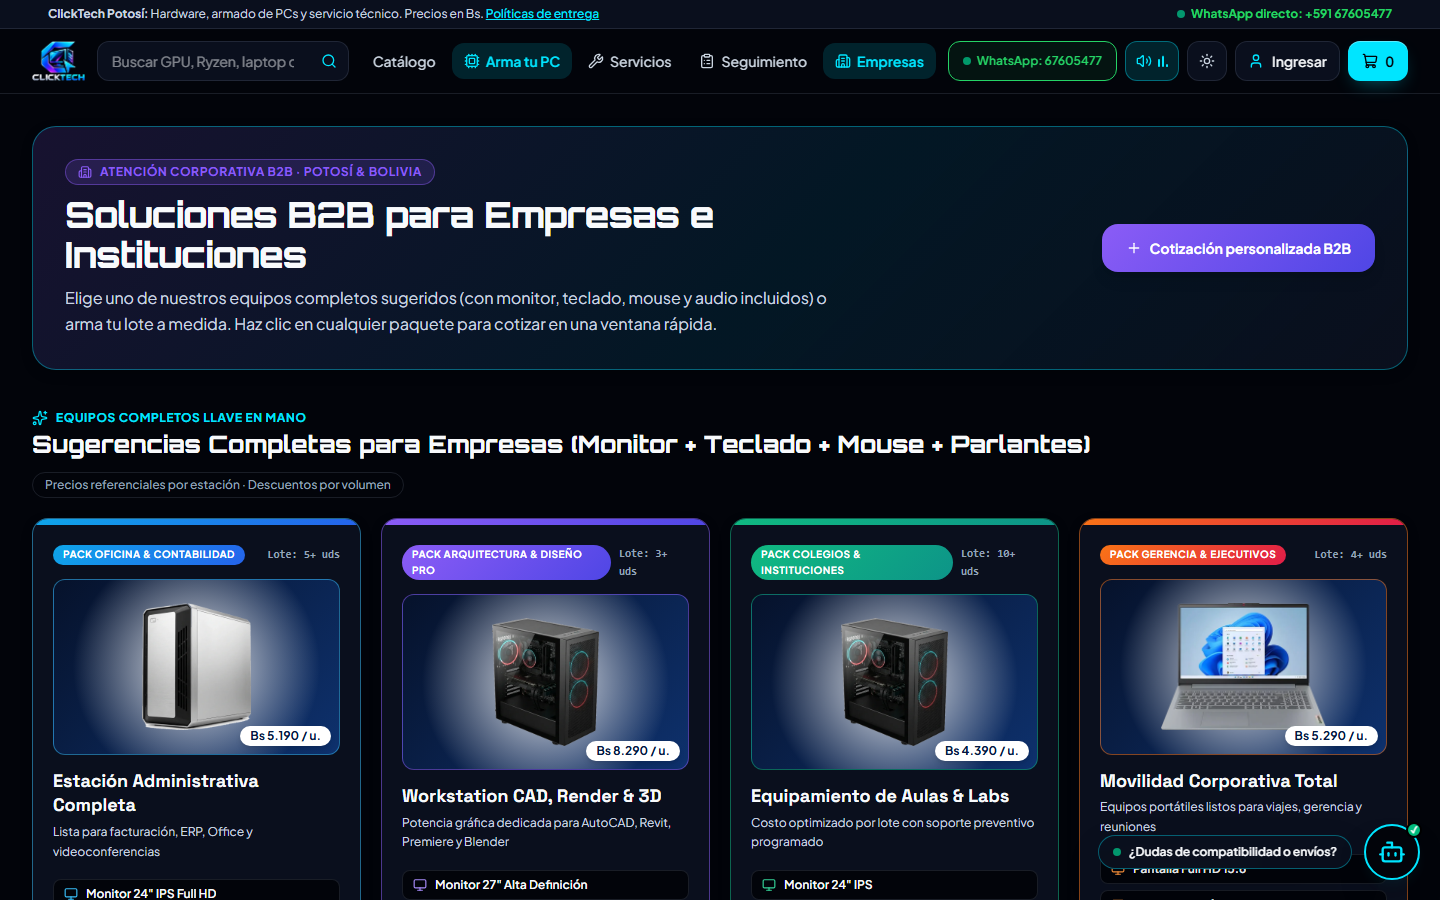 ClickTech Potosí: Hardware, armado de PCs y servicio técnico. Precios en Bs. Políticas de entrega
WhatsApp directo: +591 67605477
CLICKTECH
Buscar GPU, Ryzen, laptop c
Catálogo
Arma tu PC
Servicios
Seguimiento
Empresas
WhatsApp: 67605477
Ingresar
0
ATENCIÓN CORPORATIVA B2B · POTOSÍ & BOLIVIA
Soluciones B2B para Empresas e
Instituciones
Elige uno de nuestros equipos completos sugeridos (con monitor, teclado, mouse y audio incluidos) o
arma tu lote a medida. Haz clic en cualquier paquete para cotizar en una ventana rápida.
+ Cotización personalizada B2B
EQUIPOS COMPLETOS LLAVE EN MANO
Sugerencias Completas para Empresas (Monitor + Teclado + Mouse + Parlantes)
Precios referenciales por estación · Descuentos por volumen
PACK OFICINA & CONTABILIDAD
Lote: 5+ uds
Bs 5.190 / u.
Estación Administrativa
Completa
Lista para facturación, ERP, Office y
videoconferencias
Monitor 24" IPS Full HD
PACK ARQUITECTURA & DISEÑO
PRO
Lote: 3+
uds
Bs 8.290 / u.
Workstation CAD, Render & 3D
Potencia gráfica dedicada para AutoCAD, Revit,
Premiere y Blender
Monitor 27" Alta Definición
PACK COLEGIOS &
INSTITUCIONES
Lote: 10+
uds
Bs 4.390 / u.
Equipamiento de Aulas & Labs
Costo optimizado por lote con soporte preventivo
programado
Monitor 24" IPS
PACK GERENCIA & EJECUTIVOS
Lote: 4+ uds
Bs 5.290 / u.
Movilidad Corporativa Total
Equipos portátiles listos para viajes, gerencia y
reuniones
¿Dudas de compatibilidad o envíos?
Pantalla Full HD 15.6"